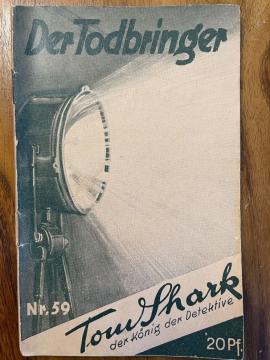 Der Todbringer
Nr. 59
Tom Shark
der König der Detektive
20 Pf.